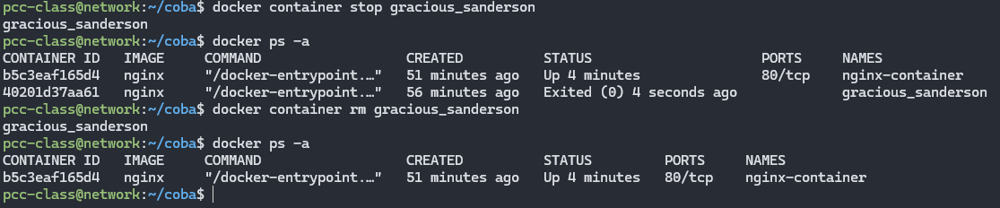 pcc-class@network:~/coba$ docker container stop gracious_sanderson
gracious_sanderson
pcc-class@network:~/coba$ docker ps -a
CONTAINER ID   IMAGE     COMMAND                  CREATED          STATUS                     PORTS     NAMES
b5c3eaf165d4   nginx     "/docker-entrypoint.…"   51 minutes ago   Up 4 minutes               80/tcp    nginx-container
40201d37aa61   nginx     "/docker-entrypoint.…"   56 minutes ago   Exited (0) 4 seconds ago             gracious_sanderson
pcc-class@network:~/coba$ docker container rm gracious_sanderson
gracious_sanderson
pcc-class@network:~/coba$ docker ps -a
CONTAINER ID   IMAGE     COMMAND                  CREATED          STATUS         PORTS     NAMES
b5c3eaf165d4   nginx     "/docker-entrypoint.…"   51 minutes ago   Up 4 minutes   80/tcp    nginx-container
pcc-class@network:~/coba$